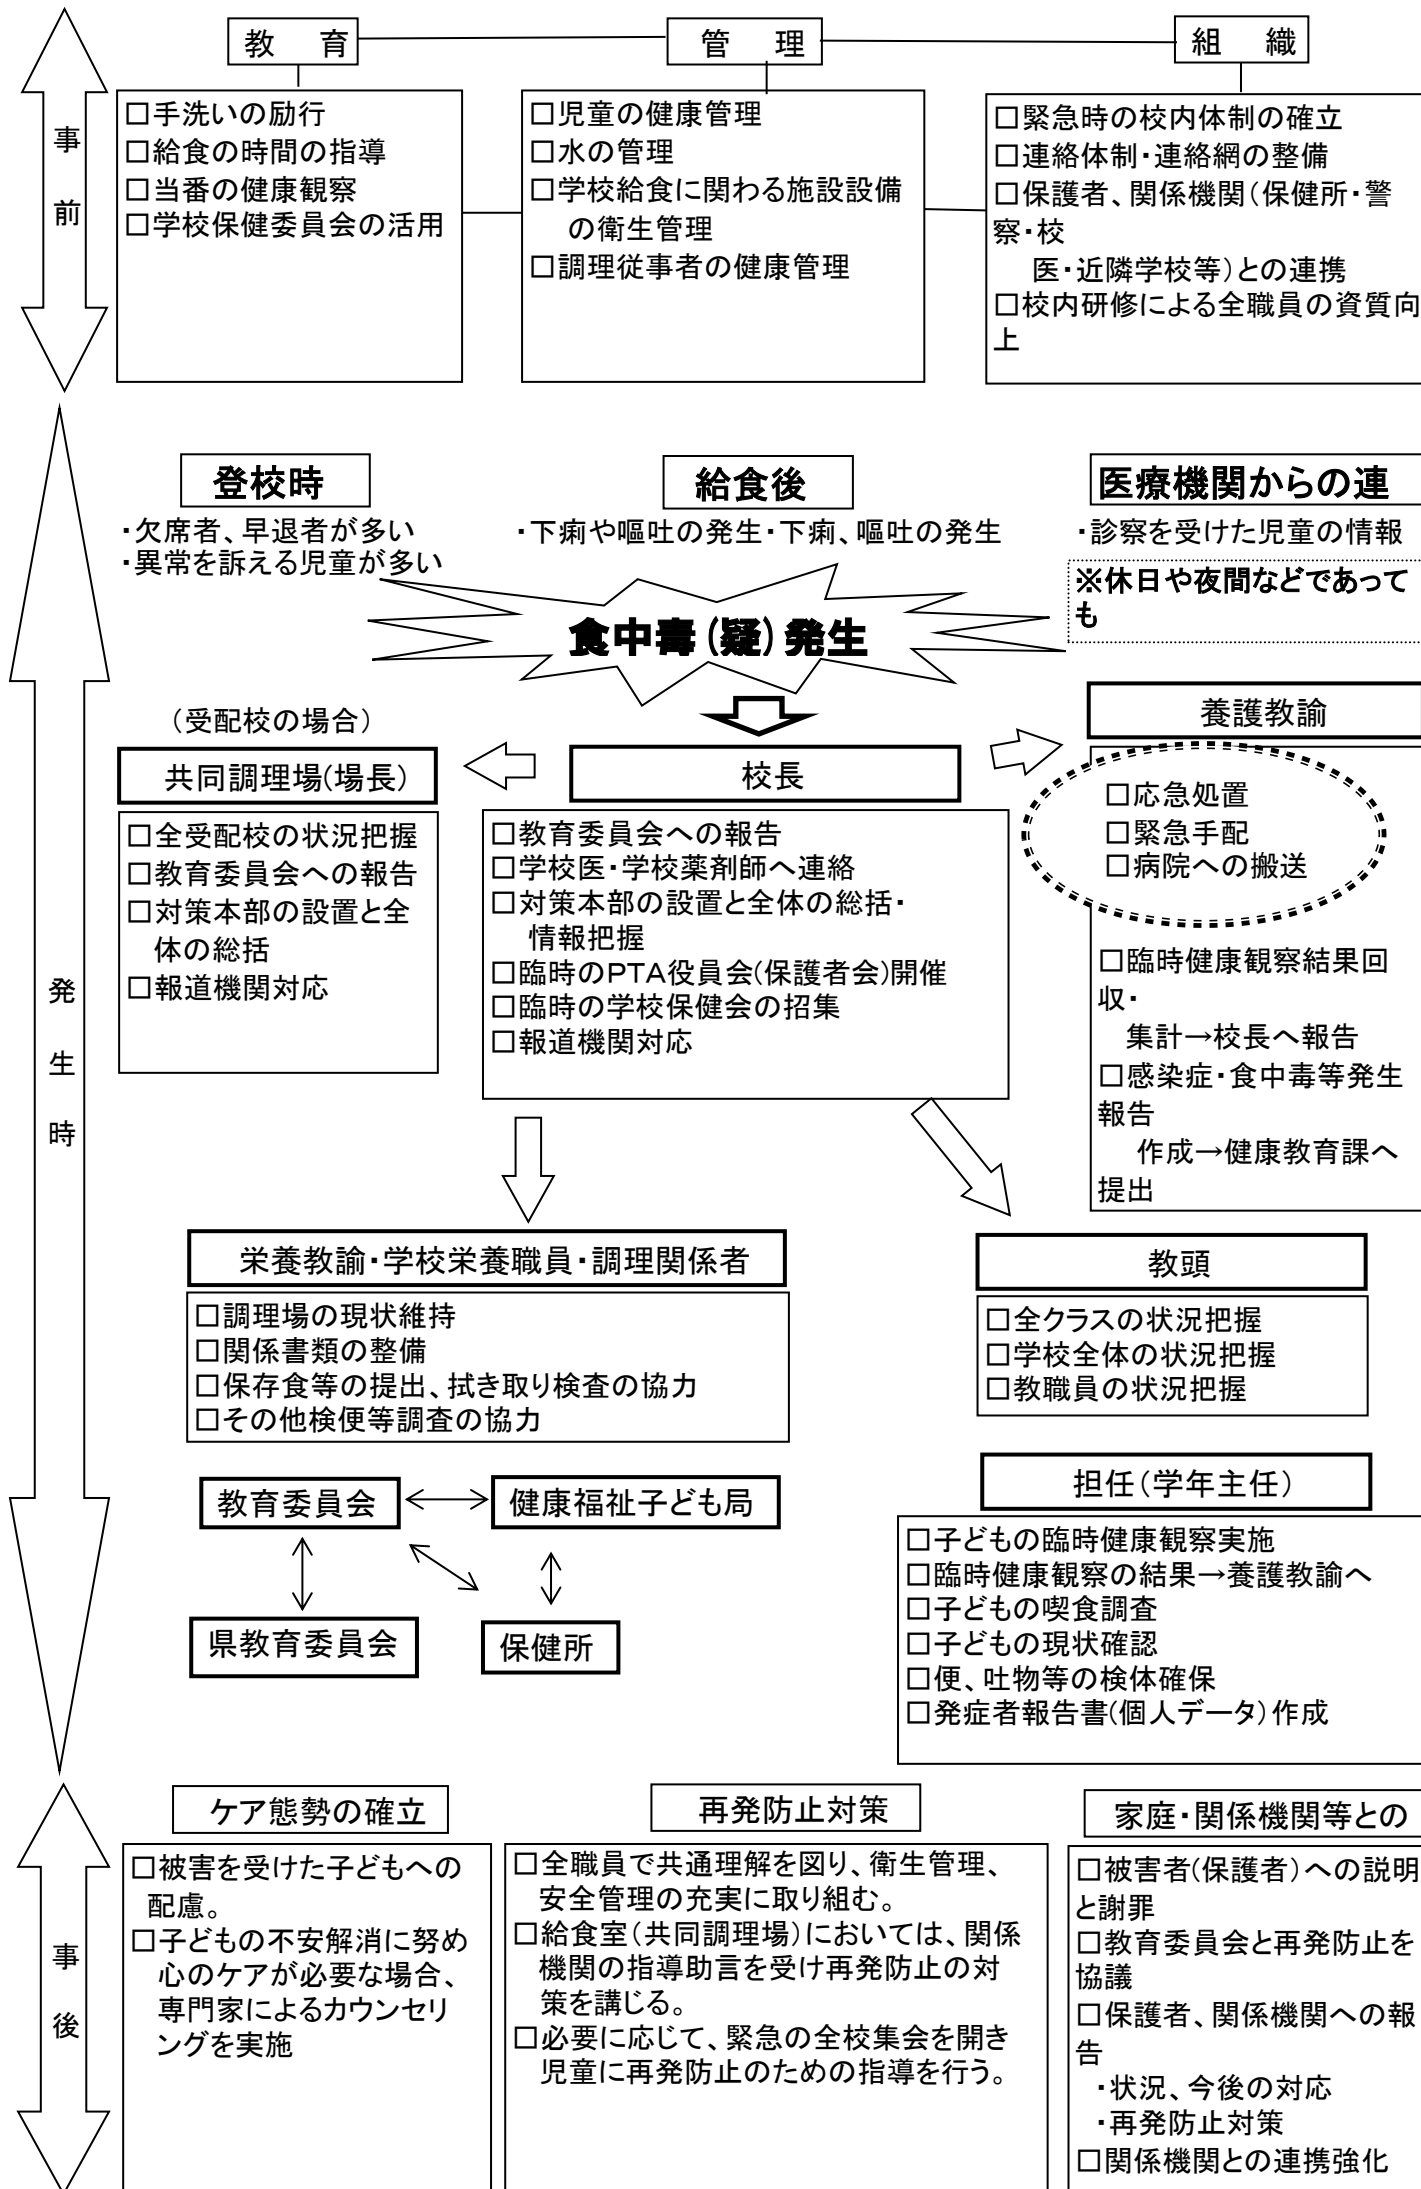 教　育
管　理
組　織
事前
□手洗いの励行
□給食の時間の指導
□当番の健康観察
□学校保健委員会の活用
□児童の健康管理
□水の管理
□学校給食に関わる施設設備
の衛生管理
□調理従事者の健康管理
□緊急時の校内体制の確立
□連絡体制・連絡網の整備
□保護者、関係機関（保健所・警
察・校
医・近隣学校等）との連携
□校内研修による全職員の資質向
上
発生時
登校時
・欠席者、早退者が多い
・異常を訴える児童が多い
給食後
・下痢や嘔吐の発生・下痢、嘔吐の発生
医療機関からの連
・診察を受けた児童の情報
※休日や夜間などであって
も
食中毒（疑）発生
（受配校の場合）
共同調理場(場長）
□全受配校の状況把握
□教育委員会への報告
□対策本部の設置と全
体の総括
□報道機関対応
校長
□教育委員会への報告
□学校医・学校薬剤師へ連絡
□対策本部の設置と全体の総括・
情報把握
□臨時のPTA役員会(保護者会)開催
□臨時の学校保健会の招集
□報道機関対応
養護教諭
□応急処置
□緊急手配
□病院への搬送
□臨時健康観察結果回
収・
集計→校長へ報告
□感染症・食中毒等発生
報告
作成→健康教育課へ
提出
栄養教諭・学校栄養職員・調理関係者
□調理場の現状維持
□関係書類の整備
□保存食等の提出、拭き取り検査の協力
□その他検便等調査の協力
教頭
□全クラスの状況把握
□学校全体の状況把握
□教職員の状況把握
教育委員会
健康福祉子ども局
県教育委員会
保健所
担任（学年主任）
□子どもの臨時健康観察実施
□臨時健康観察の結果→養護教諭へ
□子どもの喫食調査
□子どもの現状確認
□便、吐物等の検体確保
□発症者報告書(個人データ）作成
事後
ケア態勢の確立
□被害を受けた子どもへの
配慮。
□子どもの不安解消に努め
心のケアが必要な場合、
専門家によるカウンセリ
ングを実施
再発防止対策
□全職員で共通理解を図り、衛生管理、
安全管理の充実に取り組む。
□給食室（共同調理場）においては、関係
機関の指導助言を受け再発防止の対
策を講じる。
□必要に応じて、緊急の全校集会を開き
児童に再発防止のための指導を行う。
家庭・関係機関等との
□被害者(保護者）への説明
と謝罪
□教育委員会と再発防止を
協議
□保護者、関係機関への報
告
・状況、今後の対応
・再発防止対策
□関係機関との連携強化